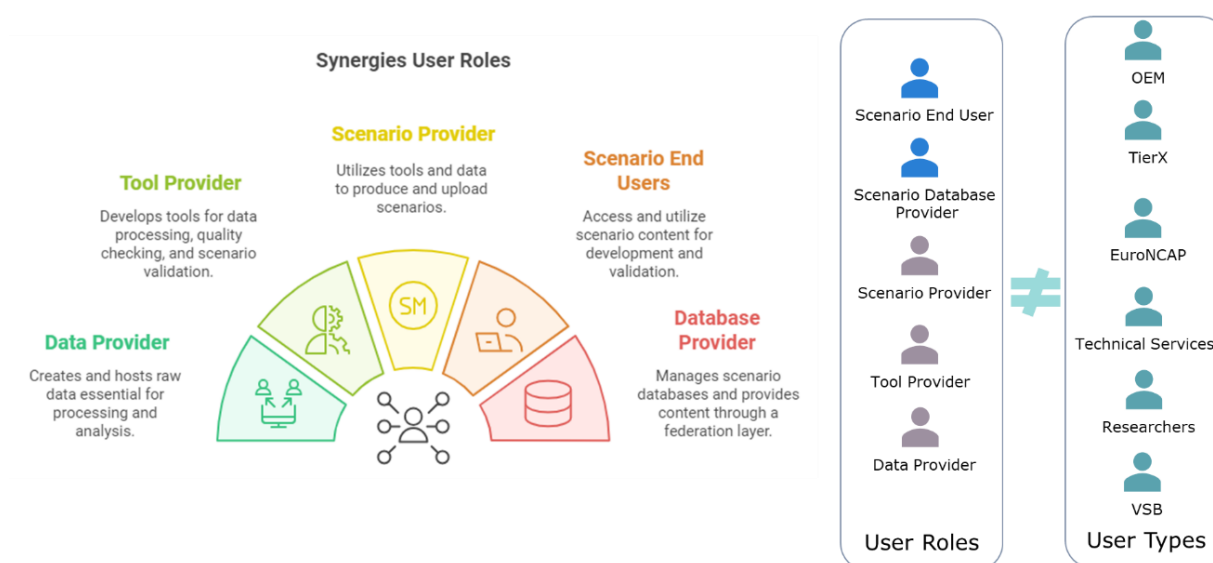 Synergies User Roles
Scenario Provider
Utilizes tools and data
to produce and upload
scenarios.
Tool Provider
Develops tools for data
processing, quality
checking, and scenario
validation.
Scenario End
Users
Access and utilize
scenario content for
development and
validation.
Data Provider
Creates and hosts raw
data essential for
processing and
analysis.
Database
Provider
Manages scenario
databases and provides
content through a
federation layer.
SM
Scenario End User
Scenario Database
Provider
Scenario Provider
Tool Provider
Data Provider
User Roles
≠
OEM
TierX
EuroNCAP
Technical Services
Researchers
VSB
User Types